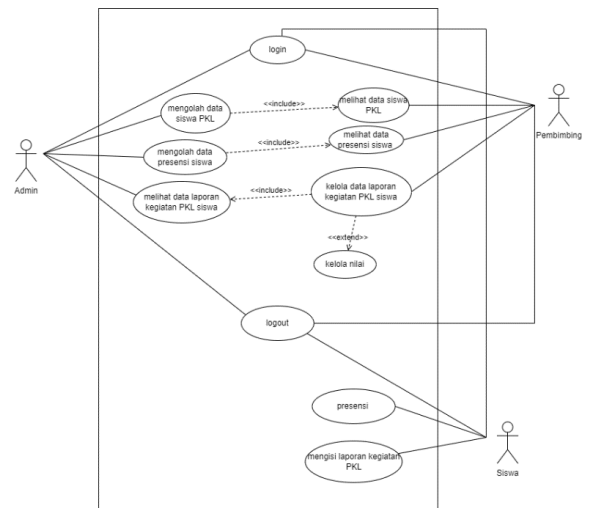 login
mengolah data
siswa PKL
<<include>>
melihat data siswa
PKL
Admin
Pembimbing
mengolah data
presensi siswa
<<include>>
melihat data
presensi siswa
melihat data laporan
kegiatan PKL siswa
<<include>>
kelola data laporan
kegiatan PKL siswa
<<extend>>
kelola nilai
logout
presensi
mengisi laporan kegiatan
PKL
Siswa